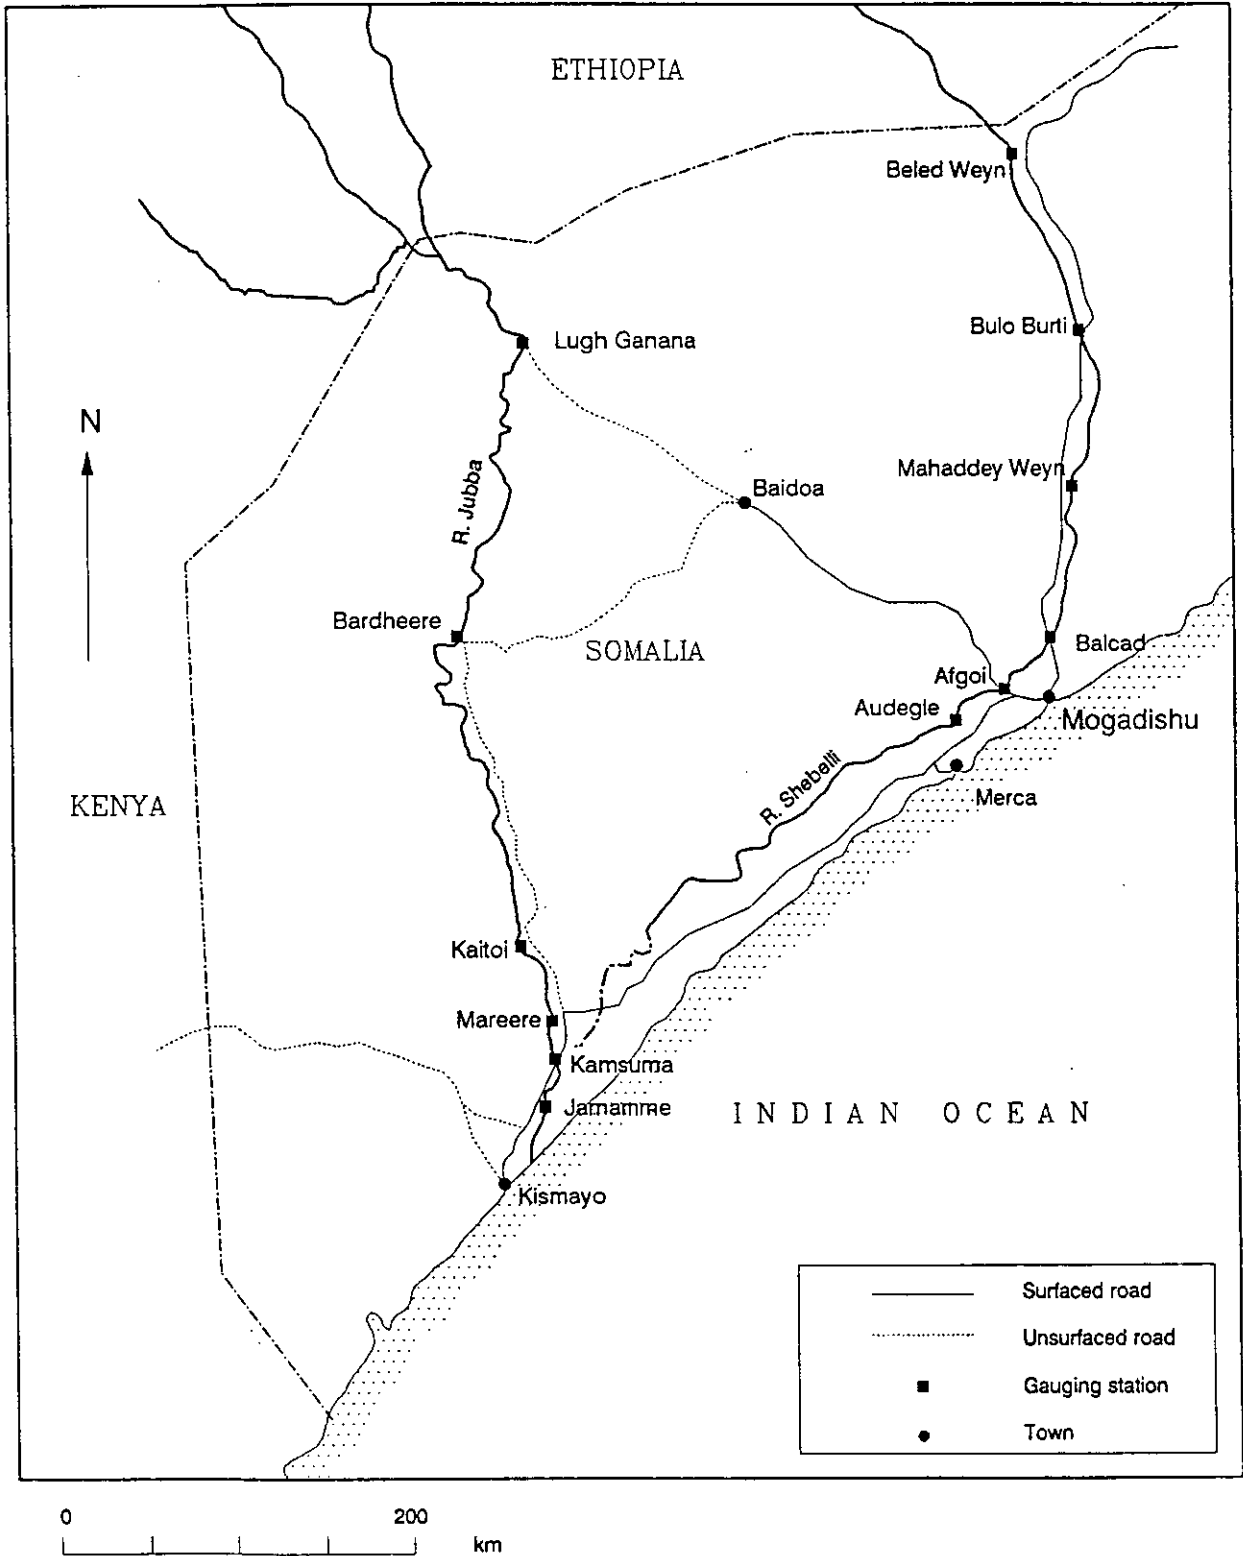 ETHIOPIA
Beled Weyn
Bulo Burti
Lugh Ganana
N
Mahaddey Weyn
R. Jubba
Baidoa
Bardheere
SOMALIA
Balcad
Afgoi
Audegle
Mogadishu
R. Shebelli
KENYA
Merca
Kaitoi
Mareere
Kamsuma
Jamamme
INDIAN OCEAN
Kismayo
Surfaced road
Unsurfaced road
Gauging station
Town
0 200
km